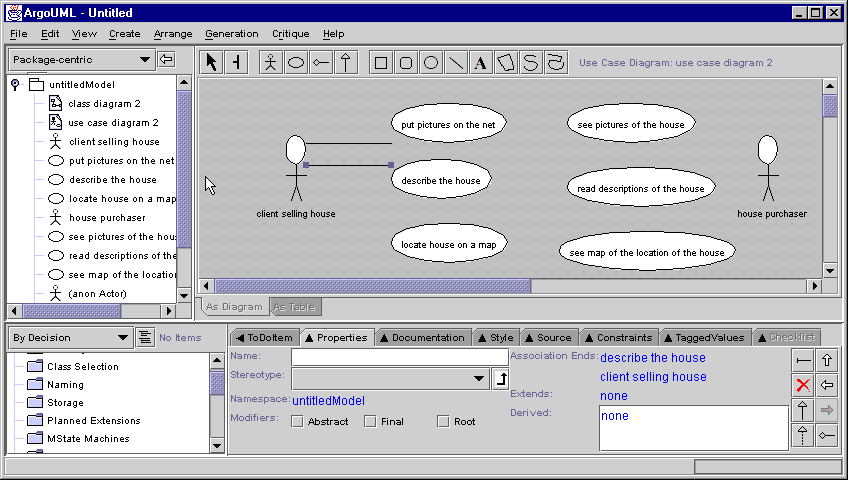 ArgoUML - Untitled
File Edit View Create Arrange Generation Critique Help
Package-centric
A
Use Case Diagram: use case diagram 2
untitledModel
class diagram 2
use case diagram 2
client selling house
put pictures on the net
describe the house
locate house on a map
house purchaser
see pictures of the hous
read descriptions of the
see map of the location
(anon Actor)
put pictures on the net
see pictures of the house
describe the house
read descriptions of the house
client selling house
house purchaser
locate house on a map
see map of the location of the house
As Diagram As Table
By Decision
No Items
Class Selection
Naming
Storage
Planned Extensions
MState Machines
ToDoItem Properties Documentation Style Source Constraints TaggedValues Checklist
Name:
Stereotype:
Namespace: untitledModel
Modifiers: Abstract Final Root
Association Ends: describe the house
client selling house
Extends: none
Derived: none